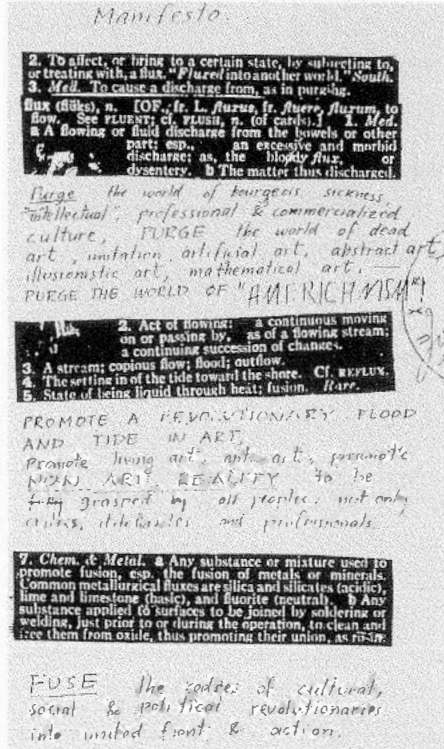 Manifesto.
2. To affect, or bring to a certain state, by subjecting to,
or treating with, a flux. "Fluxed into another world." South.
3. Med. To cause a discharge from, as in purging.
flux (flŭks), n. [OF., fr. L. fluxus, fr. fluere, fluxum, to
flow. See FLUENT; cf. FLUSH, n. (of cards).] 1. Med.
a A flowing or fluid discharge from the bowels or other
part; esp., an excessive and morbid
discharge; as, the bloody flux, or
dysentery. b The matter thus discharged.
Purge the world of bourgeois sickness,
"intellectual", professional & commercialized
culture, PURGE the world of dead
art, imitation, artificial art, abstract art,
illusionistic art, mathematical art, —
PURGE THE WORLD OF
2. Act of flowing: a continuous moving
on or passing by, as of a flowing stream;
a continuing succession of changes.
3. A stream; copious flow; flood; outflow.
4. The setting in of the tide toward the shore. Cf. REFLUX.
5. State of being liquid through heat; fusion. Rare.
PROMOTE A REVOLUTIONARY FLOOD
AND TIDE IN ART,
Promote living art, anti-art, promote
NON ART REALITY to be
fully grasped by all peoples, not only
critics, dilettantes and professionals.
7. Chem. & Metal. a Any substance or mixture used to
promote fusion, esp. the fusion of metals or minerals.
Common metallurgical fluxes are silica and silicates (acidic),
lime and limestone (basic), and fluorite (neutral). b Any
substance applied to surfaces to be joined by soldering or
welding, just prior to or during the operation, to clean and
free them from oxide, thus promoting their union, as rosin.
FUSE the cadres of cultural,
social & political revolutionaries
into united front & action.